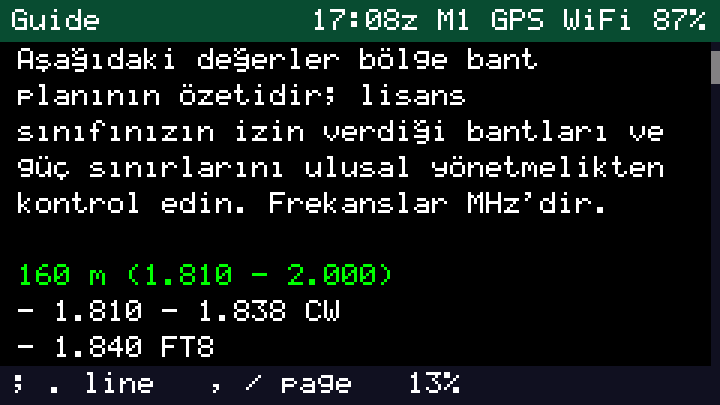 Guide 17:08z M1 GPS WiFi 87%
Aşağıdaki değerler bölge bant
planının özetidir; lisans
sınıfınızın izin verdiği bantları ve
güç sınırlarını ulusal yönetmelikten
kontrol edin. Frekanslar MHz'dir.
160 m (1.810 - 2.000)
- 1.810 - 1.838 CW
- 1.840 FT8
; . line , / page 13%